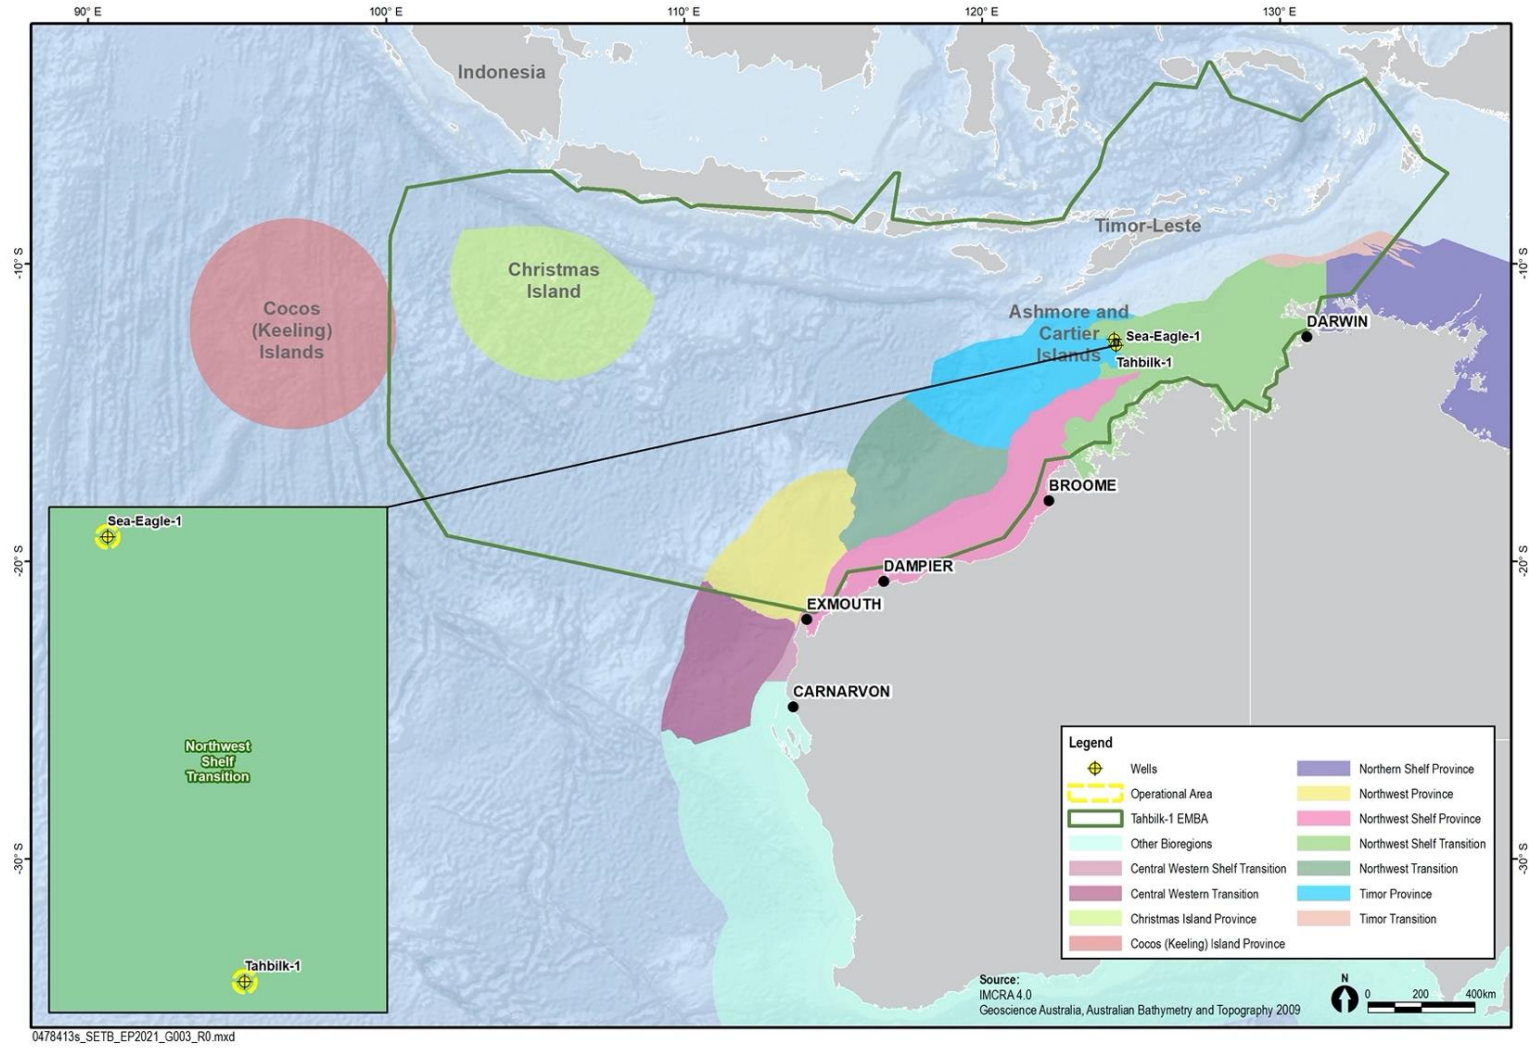 90° E
100° E
110° E
120° E
130° E
Indonesia
Timor-Leste
-10° S
-10° S
Christmas
Island
Cocos
(Keeling)
Islands
Ashmore and
Cartier
Islands
Sea-Eagle-1
Tahbilk-1
DARWIN
BROOME
DAMPIER
EXMOUTH
CARNARVON
-20° S
-20° S
Sea-Eagle-1
Northwest
Shelf
Transition
Tahbilk-1
-30° S
-30° S
Legend
Wells
Operational Area
Tahbilk-1 EMBA
Other Bioregions
Central Western Shelf Transition
Central Western Transition
Christmas Island Province
Cocos (Keeling) Island Province
Northern Shelf Province
Northwest Province
Northwest Shelf Province
Northwest Shelf Transition
Northwest Transition
Timor Province
Timor Transition
Source:
IMCRA 4.0
Geoscience Australia, Australian Bathymetry and Topography 2009
N
0 200 400km
0478413s_SETB_EP2021_G003_R0.mxd